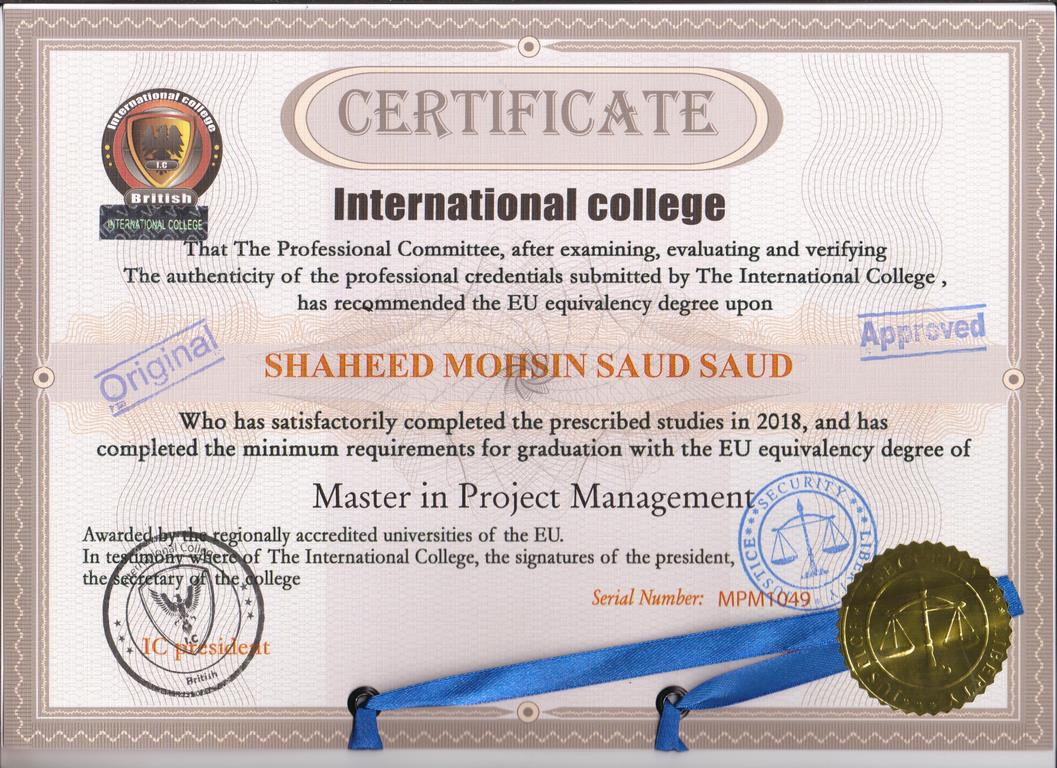 CERTIFICATE
International college
I.C
British
INTERNATIONAL COLLEGE
International college
That The Professional Committee, after examining, evaluating and verifying
The authenticity of the professional credentials submitted by The International College ,
has recommended the EU equivalency degree upon
Original
Approved
SHAHEED MOHSIN SAUD SAUD
Who has satisfactorily completed the prescribed studies in 2018, and has
completed the minimum requirements for graduation with the EU equivalency degree of
Master in Project Management
SECURITY LIBERTY JUSTICE
Awarded by the regionally accredited universities of the EU.
In testimony where of The International College, the signatures of the president,
the secretary of the college
Serial Number: MPM1049
International College
I.C
British
IC president
SECURITY LIBERTY JUSTICE